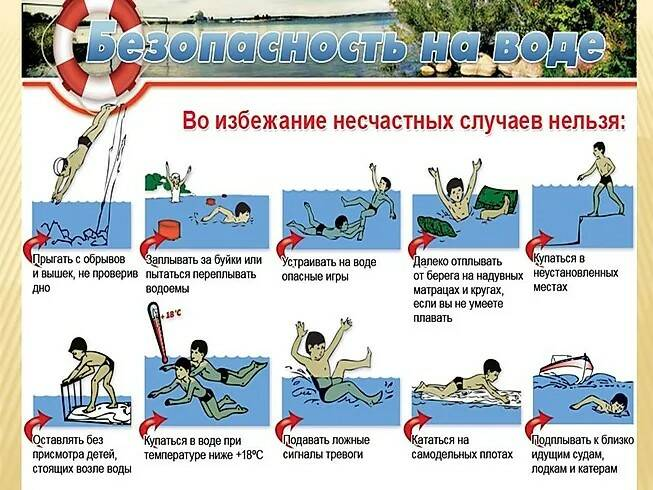 Безопасность на воде
Во избежание несчастных случаев нельзя:
Прыгать с обрывов
и вышек, не проверив
дно
Заплывать за буйки или
пытаться переплывать
водоемы
Устраивать на воде
опасные игры
Далеко отплывать
от берега на надувных
матрацах и кругах,
если вы не умеете
плавать
Купаться в
неустановленных
местах
Оставлять без
присмотра детей,
стоящих возле воды
+18°С
Купаться в воде при
температуре ниже +18ºС
Подавать ложные
сигналы тревоги
Кататься на
самодельных плотах
Подплывать к близко
идущим судам,
лодкам и катерам